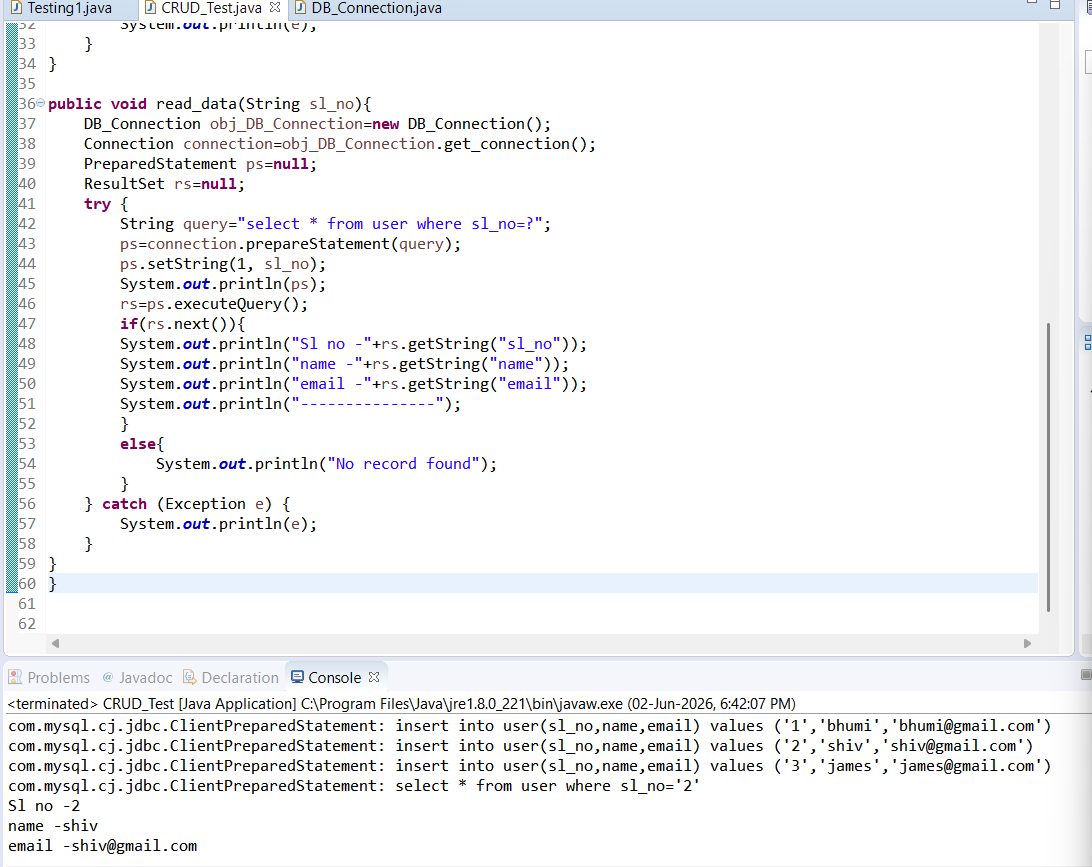 Testing1.java CRUD_Test.java DB_Connection.java
32 System.out.println(e);
33 }
34 }
35
36 public void read_data(String sl_no){
37 DB_Connection obj_DB_Connection=new DB_Connection();
38 Connection connection=obj_DB_Connection.get_connection();
39 PreparedStatement ps=null;
40 ResultSet rs=null;
41 try {
42 String query="select * from user where sl_no=?";
43 ps=connection.prepareStatement(query);
44 ps.setString(1, sl_no);
45 System.out.println(ps);
46 rs=ps.executeQuery();
47 if(rs.next()){
48 System.out.println("Sl no -"+rs.getString("sl_no"));
49 System.out.println("name -"+rs.getString("name"));
50 System.out.println("email -"+rs.getString("email"));
51 System.out.println("---------------");
52 }
53 else{
54 System.out.println("No record found");
55 }
56 } catch (Exception e) {
57 System.out.println(e);
58 }
59 }
60 }
61
62
Problems @ Javadoc Declaration Console
<terminated> CRUD_Test [Java Application] C:\Program Files\Java\jre1.8.0_221\bin\javaw.exe (02-Jun-2026, 6:42:07 PM)
com.mysql.cj.jdbc.ClientPreparedStatement: insert into user(sl_no,name,email) values ('1','bhumi','bhumi@gmail.com')
com.mysql.cj.jdbc.ClientPreparedStatement: insert into user(sl_no,name,email) values ('2','shiv','shiv@gmail.com')
com.mysql.cj.jdbc.ClientPreparedStatement: insert into user(sl_no,name,email) values ('3','james','james@gmail.com')
com.mysql.cj.jdbc.ClientPreparedStatement: select * from user where sl_no='2'
Sl no -2
name -shiv
email -shiv@gmail.com